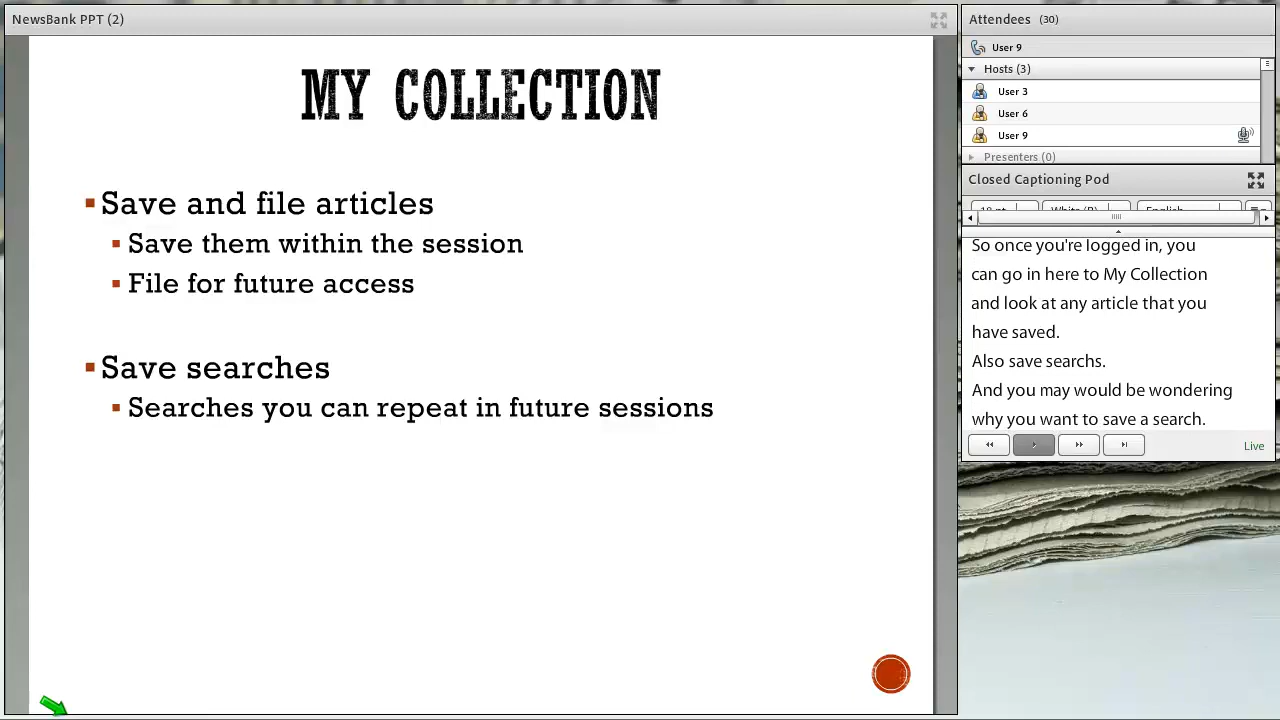 NewsBank PPT (2)
MY COLLECTION
▪Save and file articles
▪Save them within the session
▪File for future access
▪Save searches
▪Searches you can repeat in future sessions
Attendees (30)
User 9
Hosts (3)
User 3
User 6
User 9
Presenters (0)
Closed Captioning Pod
18 pt
White (B)
English
So once you're logged in, you
can go in here to My Collection
and look at any article that you
have saved.
Also save searchs.
And you may would be wondering
why you want to save a search.
Live